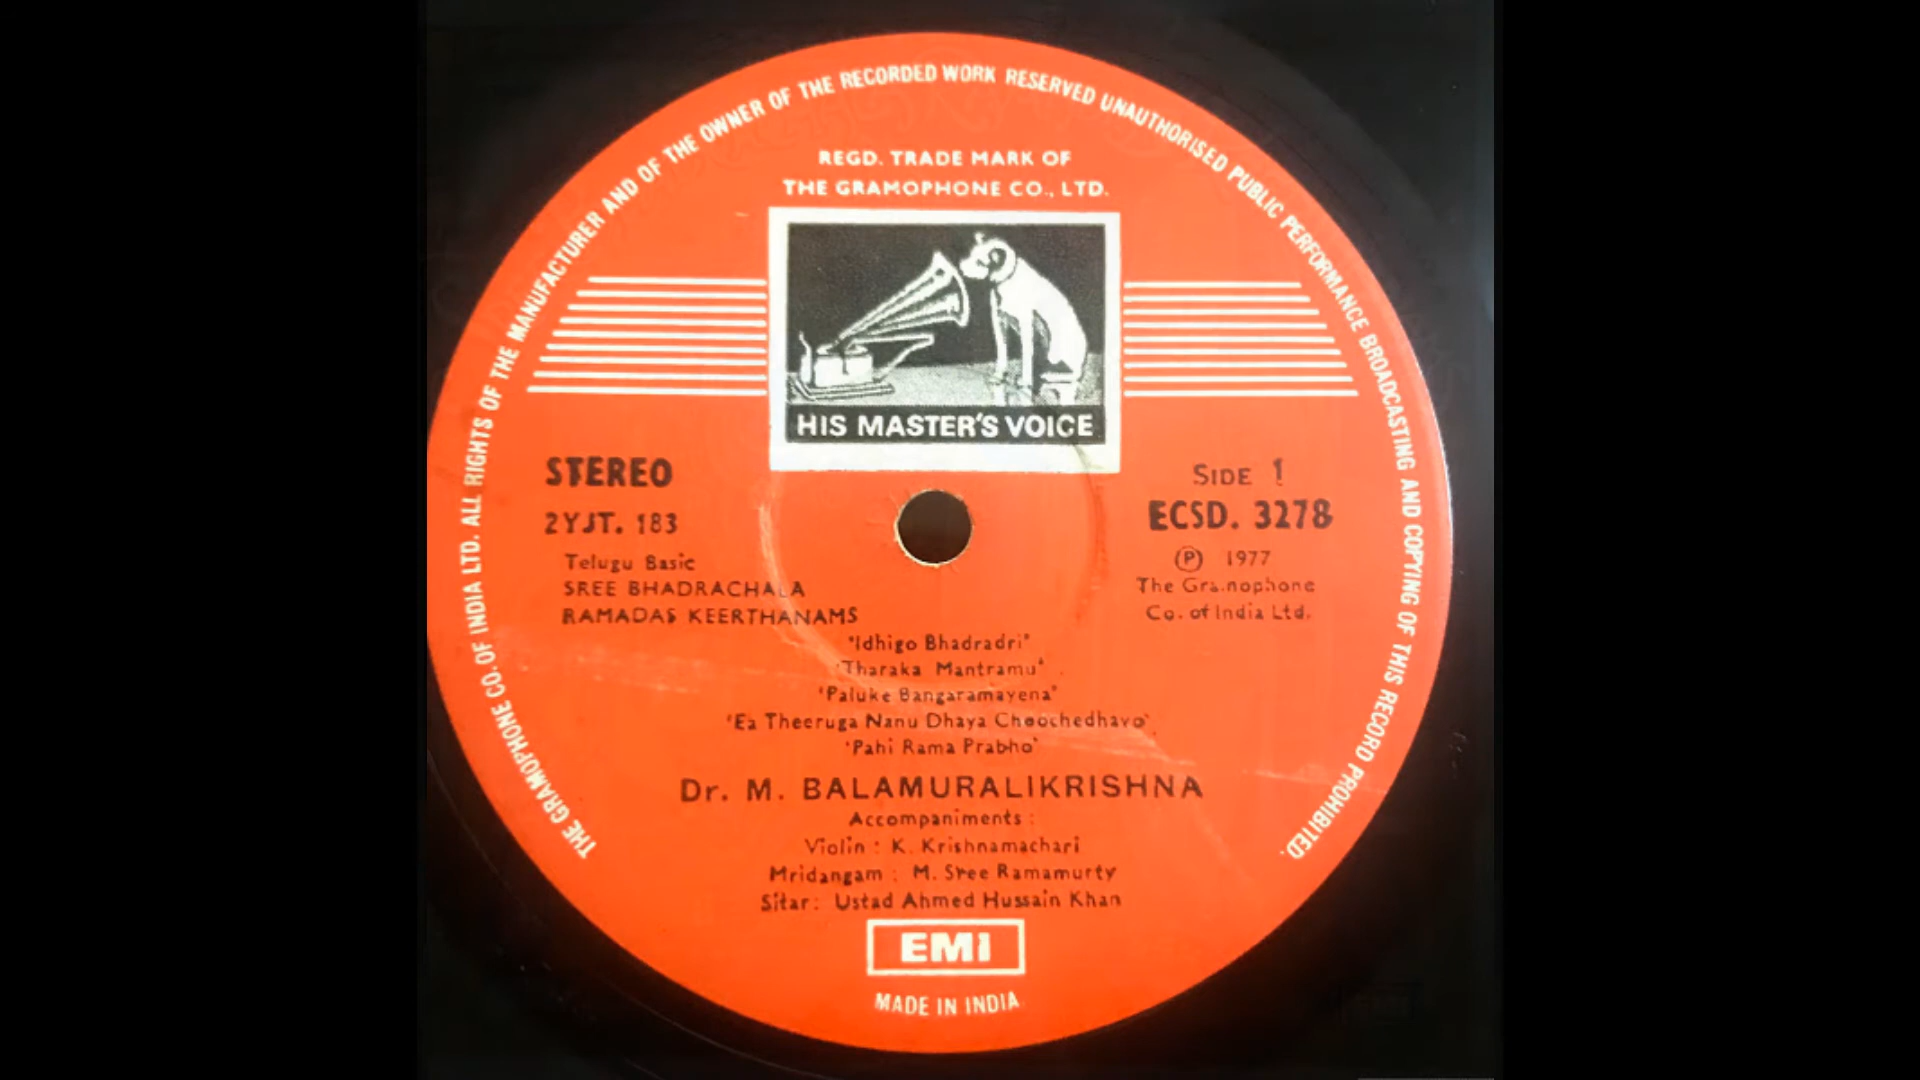 THE GRAMOPHONE CO. OF INDIA LTD. ALL RIGHTS OF THE MANUFACTURER AND OF THE OWNER OF THE RECORDED WORK RESERVED UNAUTHORISED PUBLIC PERFORMANCE BROADCASTING AND COPYING OF THIS RECORD PROHIBITED.
REGD. TRADE MARK OF
THE GRAMOPHONE CO., LTD.
HIS MASTER'S VOICE
STEREO
2YJT. 183
Side 1
ECSD. 3278
℗ 1977
The Gramophone
Co. of India Ltd.
Telugu Basic
SREE BHADRACHALA
RAMADAS KEERTHANAMS
"Idhigo Bhadradri"
'Tharaka Mantramu'
'Paluke Bangaramayena"
'Ea Theeruga Nanu Dhaya Choochedhavo'
'Pahi Rama Prabho'
Dr. M. BALAMURALIKRISHNA
Accompaniments :
Violin : K. Krishnamachari
Mridangam : M. Sree Ramamurty
Sitar : Ustad Ahmed Hussain Khan
EMI
MADE IN INDIA